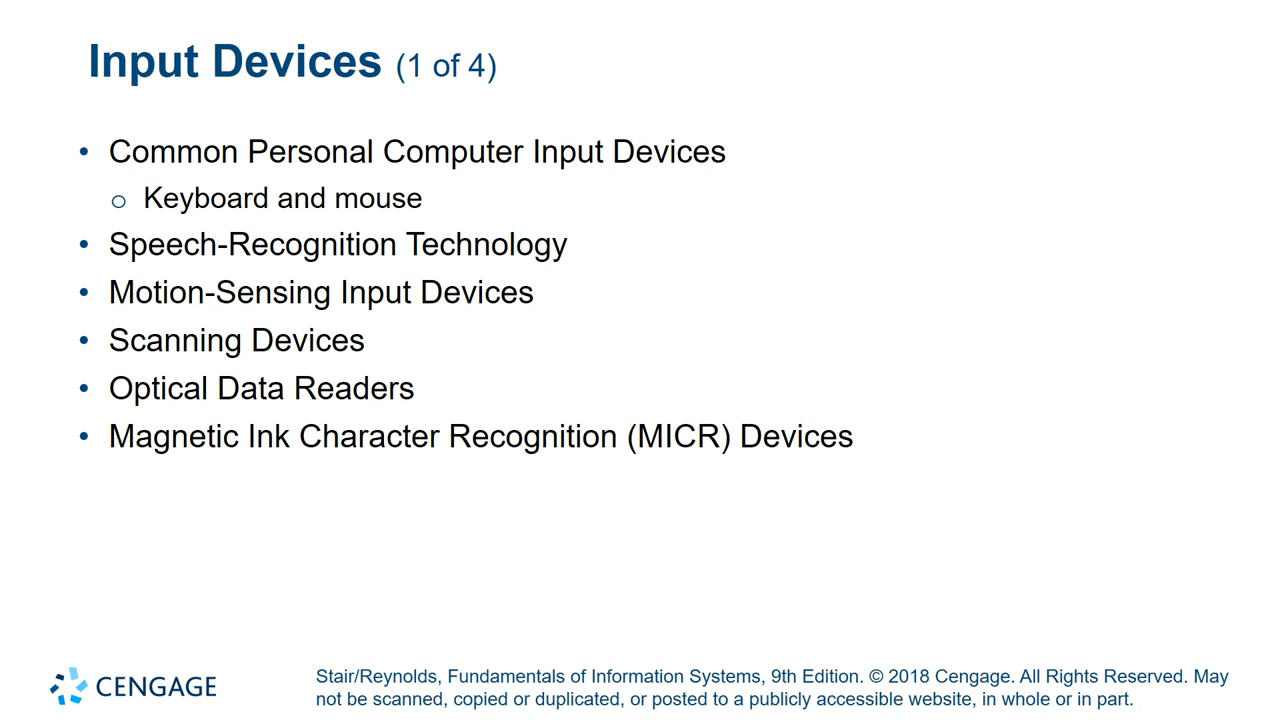 Input Devices (1 of 4)
• Common Personal Computer Input Devices
o Keyboard and mouse
• Speech-Recognition Technology
• Motion-Sensing Input Devices
• Scanning Devices
• Optical Data Readers
• Magnetic Ink Character Recognition (MICR) Devices
CENGAGE
Stair/Reynolds, Fundamentals of Information Systems, 9th Edition. © 2018 Cengage. All Rights Reserved. May
not be scanned, copied or duplicated, or posted to a publicly accessible website, in whole or in part.